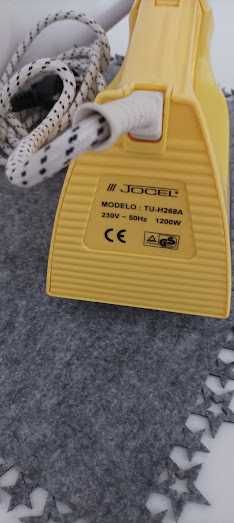 JOCEL
MODELO : TU-H268A
230V ~ 50Hz 1200W
CE GS